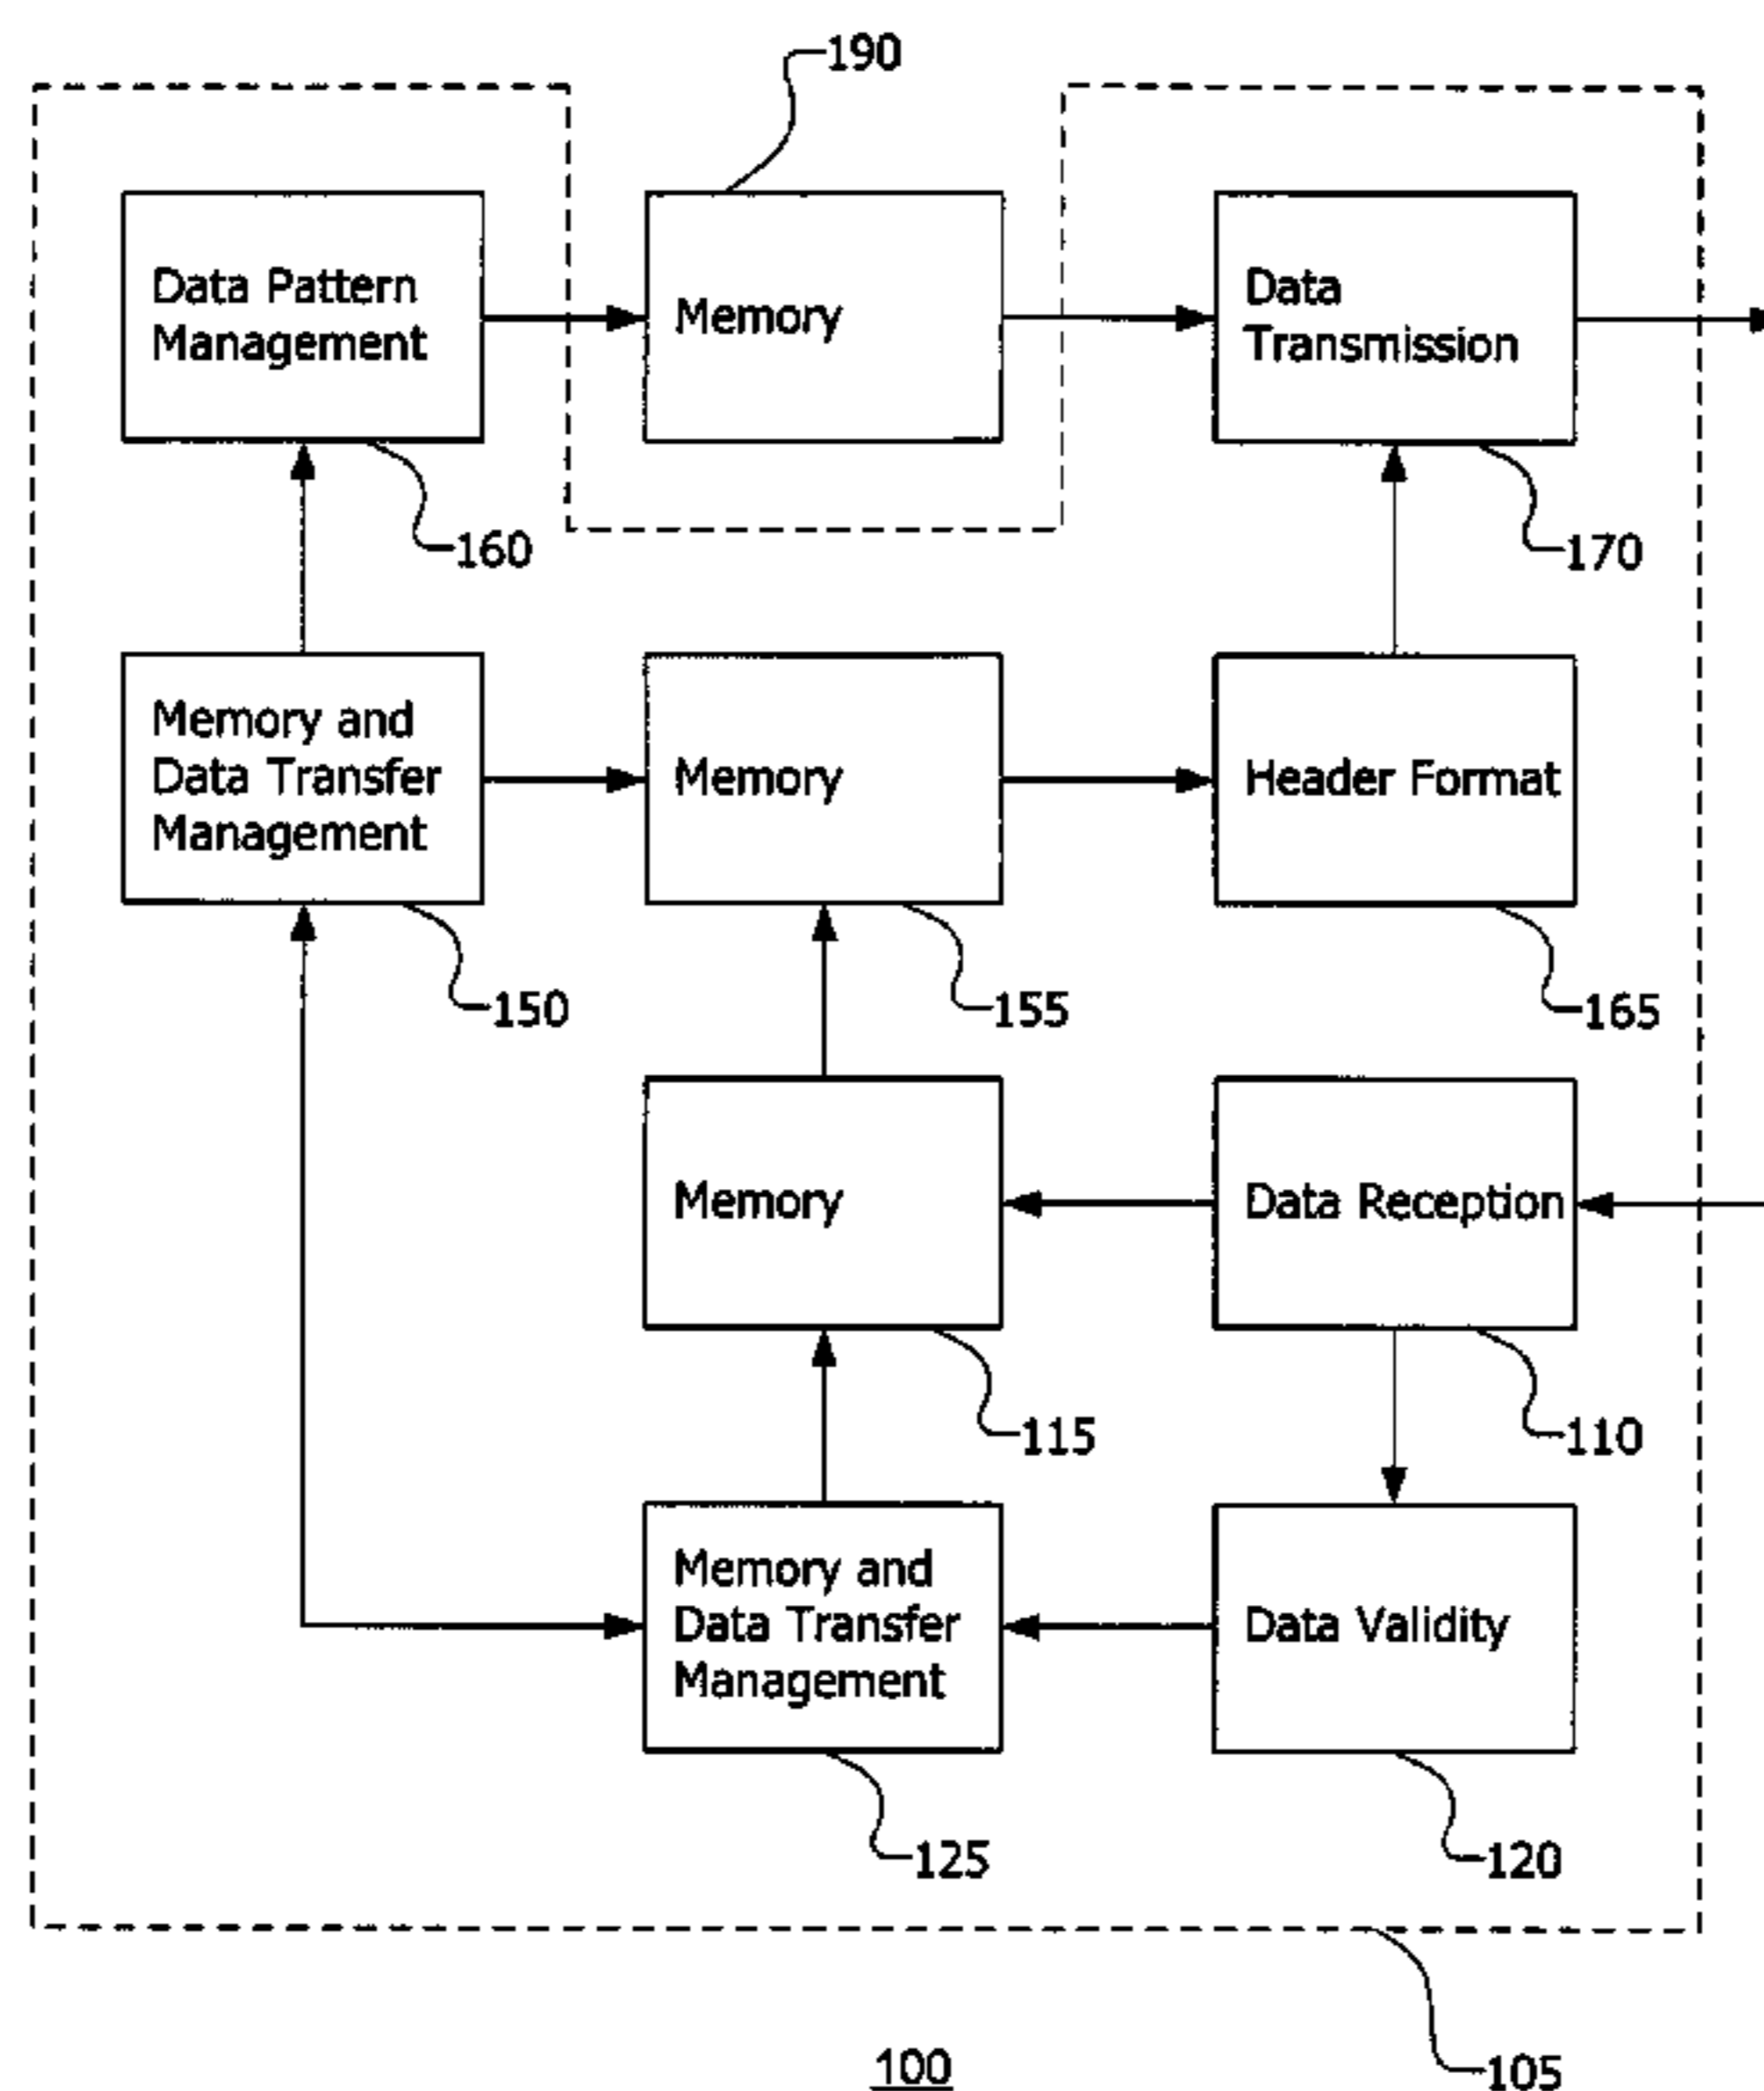 190
Data Pattern
Management
Memory
Data
Transmission
160
170
Memory and
Data Transfer
Management
Memory
Header Format
150
155
165
Memory
Data Reception
115
110
Memory and
Data Transfer
Management
Data Validity
125
120
100
105